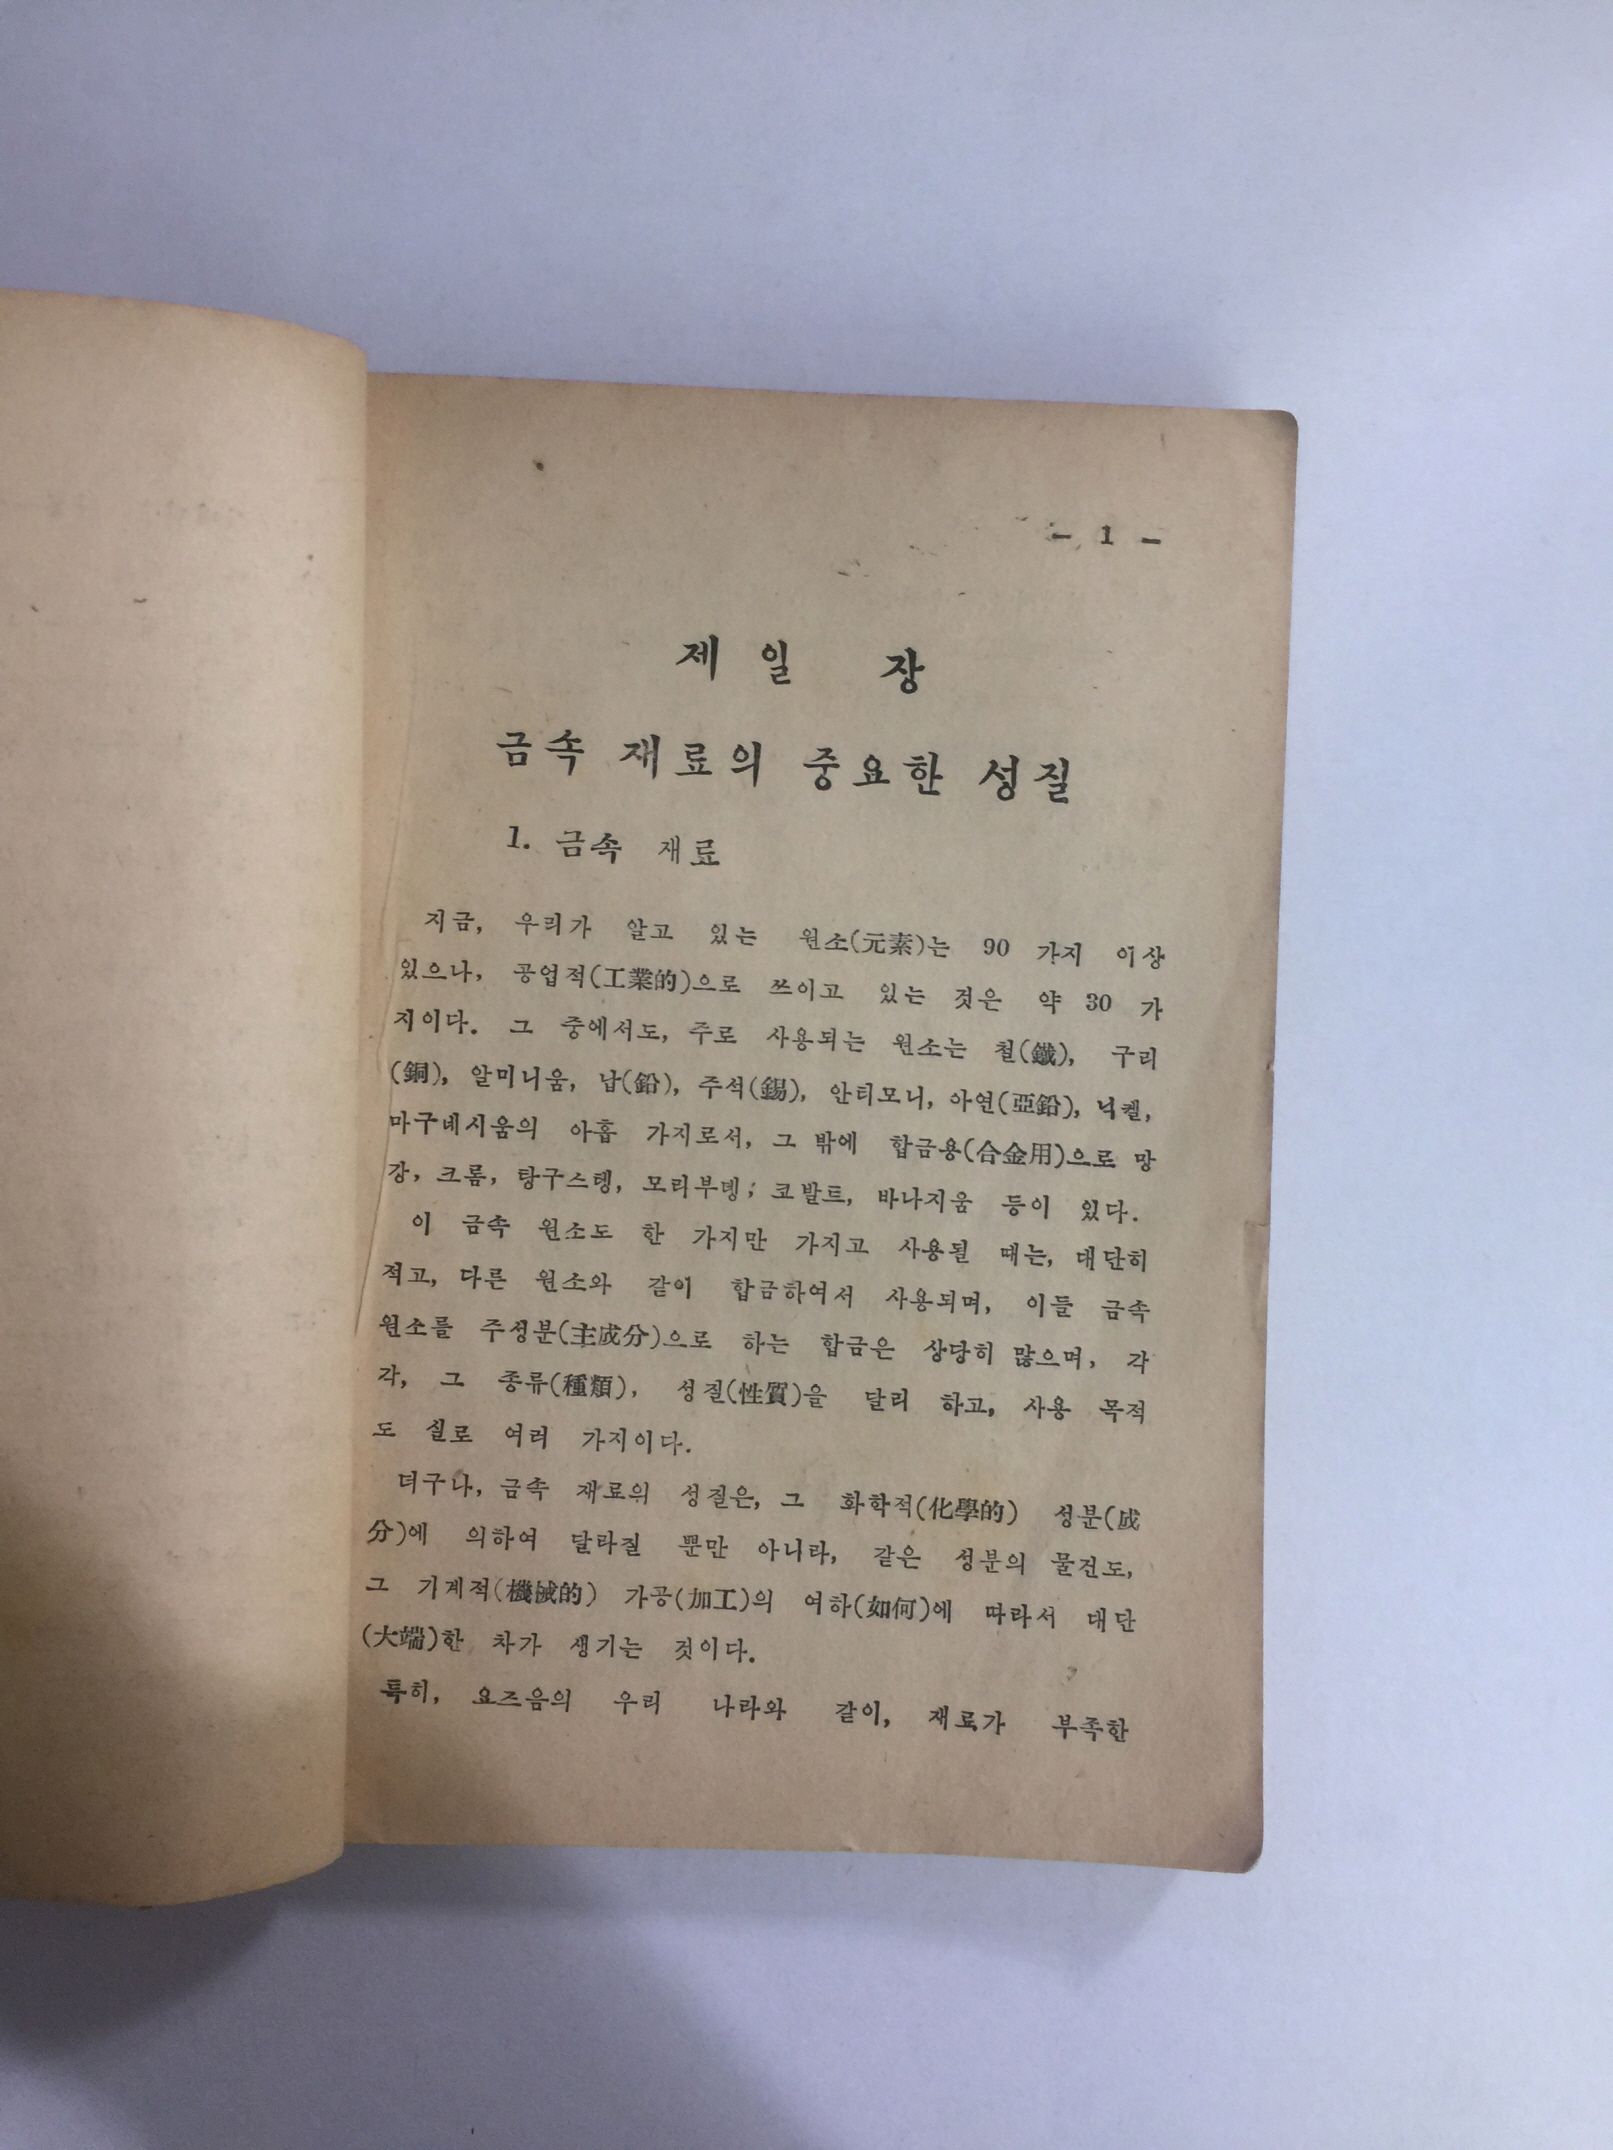 - 1 -
제 일 장
금속 재료의 중요한 성질
1. 금속 재료
지금, 우리가 알고 있는 원소(元素)는 90 가지 이상
있으나, 공업적(工業的)으로 쓰이고 있는 것은 약 30 가
지이다. 그 중에서도, 주로 사용되는 원소는 철(鐵), 구리
(銅), 알미니움, 납(鉛), 주석(錫), 안티모니, 아연(亞鉛), 닉켈,
마구네시움의 아홉 가지로서, 그 밖에 합금용(合金用)으로 망
강, 크롬, 탕구스텡, 모리부뎅; 코발트, 바나지움 등이 있다.
이 금속 원소도 한 가지만 가지고 사용될 때는, 대단히
적고, 다른 원소와 같이 합금하여서 사용되며, 이들 금속
원소를 주성분(主成分)으로 하는 합금은 상당히 많으며, 각
각, 그 종류(種類), 성질(性質)을 달리 하고, 사용 목적
도 실로 여러 가지이다.
더구나, 금속 재료의 성질은, 그 화학적(化學的) 성분(成
分)에 의하여 달라질 뿐만 아니라, 같은 성분의 물건도,
그 기계적(機械的) 가공(加工)의 여하(如何)에 따라서 대단
(大端)한 차가 생기는 것이다.
특히, 요즈음의 우리 나라와 같이, 재료가 부족한